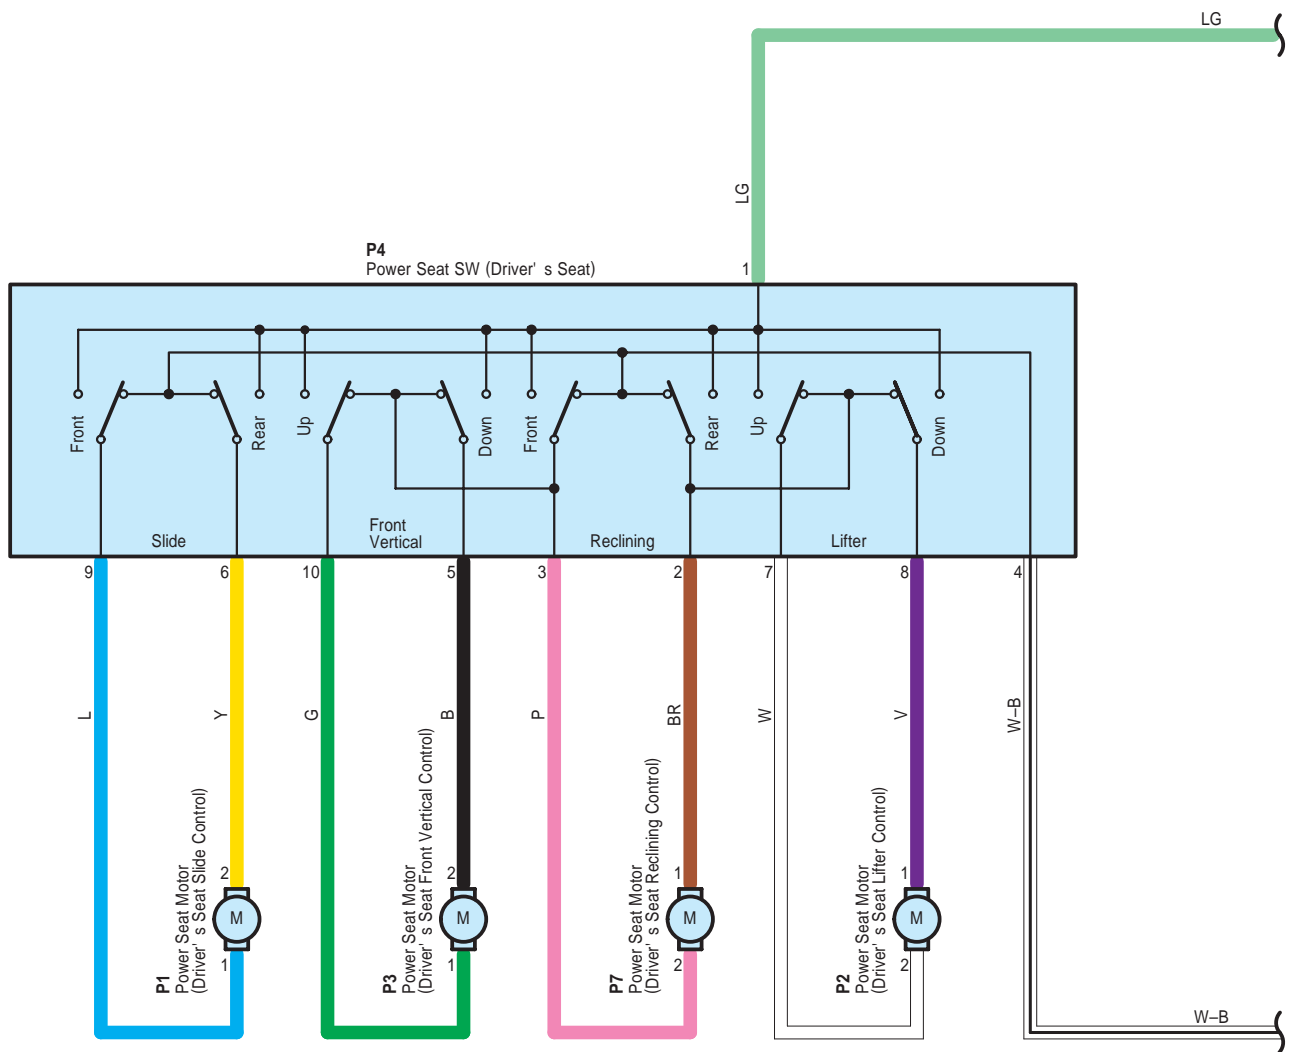 LG
LG
P4
Power Seat SW (Driver' s Seat)
1
Front
Rear
Up
Down
Front
Rear
Up
Down
Slide
Front
Vertical
Reclining
Lifter
9
6
10
5
3
2
7
8
4
L
Y
G
B
P
BR
W
V
W–B
P1
Power Seat Motor
(Driver' s Seat Slide Control)
2
M
1
P3
Power Seat Motor
(Driver' s Seat Front Vertical Control)
2
M
1
P7
Power Seat Motor
(Driver' s Seat Reclining Control)
1
M
2
P2
Power Seat Motor
(Driver' s Seat Lifter Control)
1
M
2
W–B